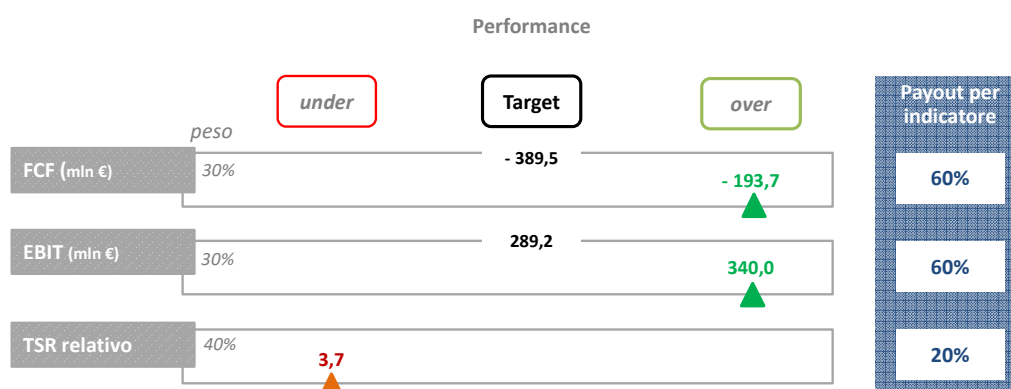 Performance
under
Target
over
Payout per
indicatore
peso
FCF (mln €)
30%
- 389,5
- 193,7
60%
EBIT (mln €)
30%
289,2
340,0
60%
TSR relativo
40%
3,7
20%